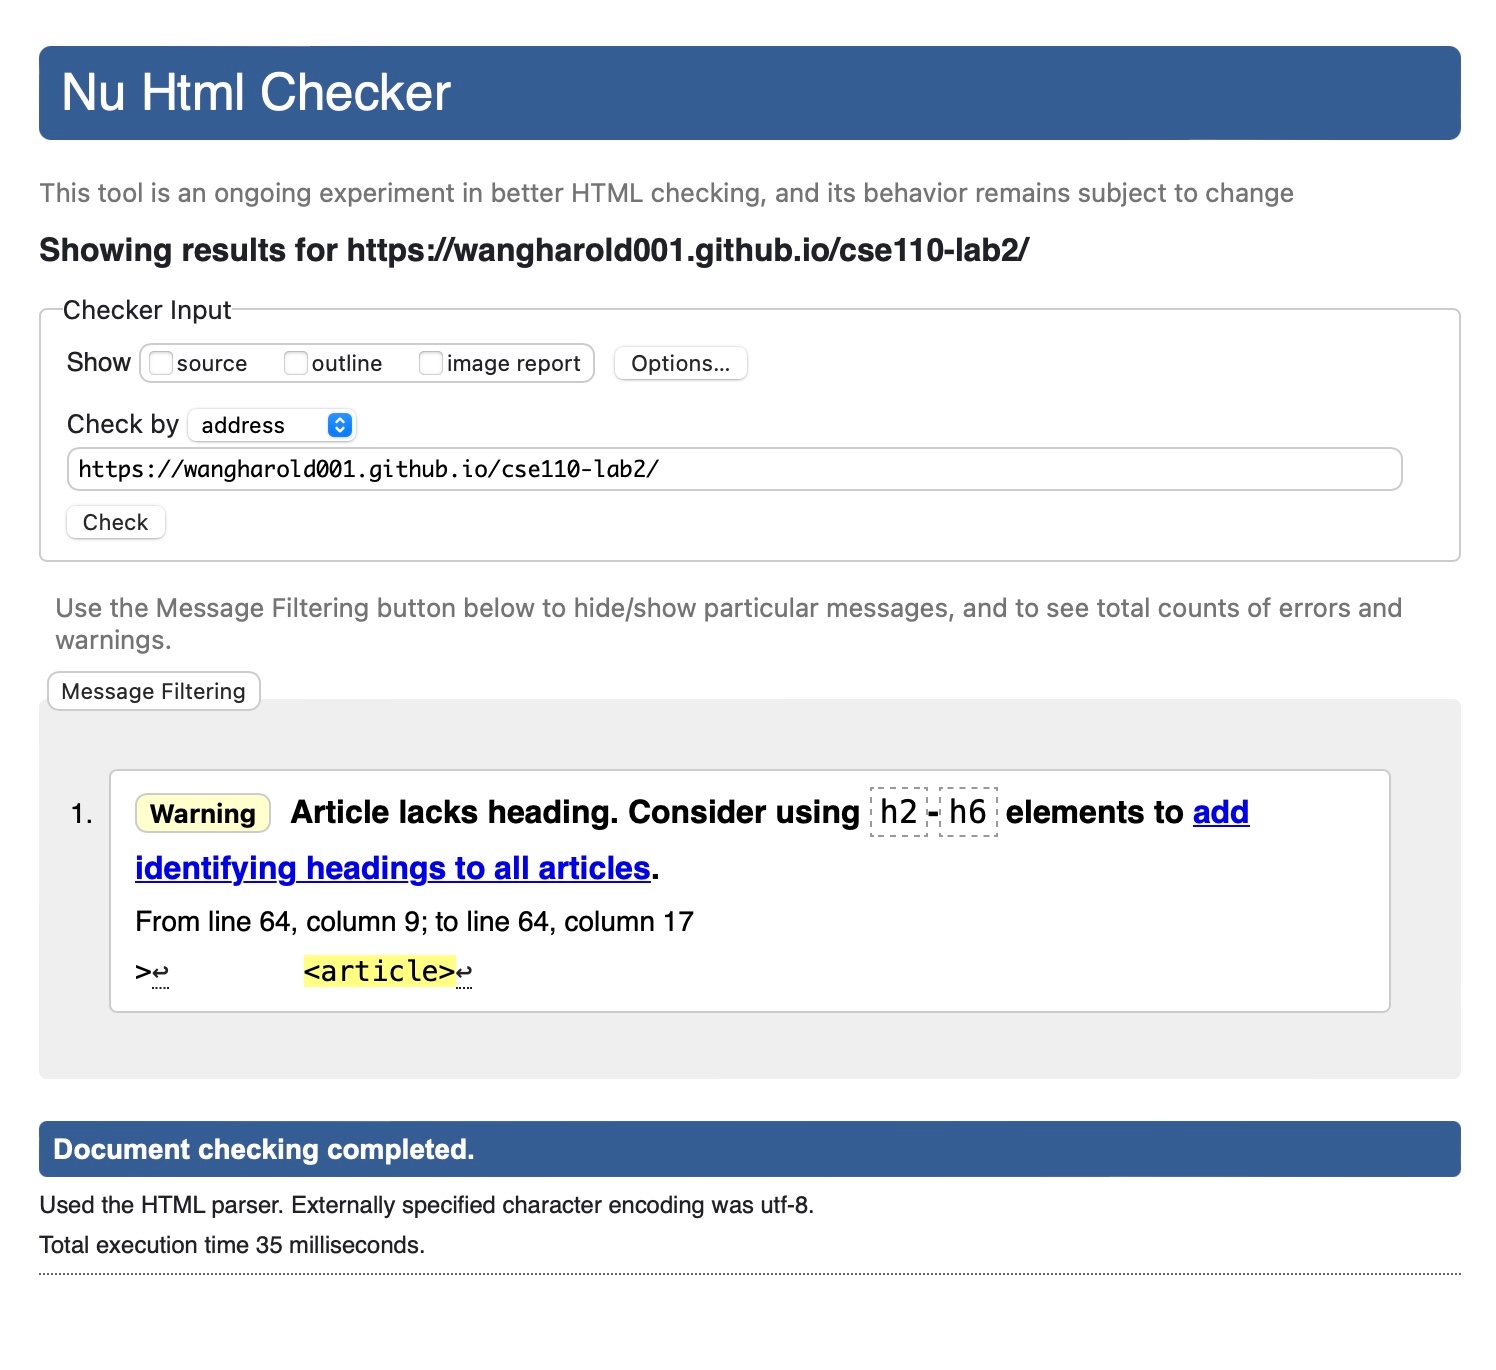 Nu Html Checker
This tool is an ongoing experiment in better HTML checking, and its behavior remains subject to change
Showing results for https://wangharold001.github.io/cse110-lab2/
Checker Input
Show source outline image report Options...
Check by address
https://wangharold001.github.io/cse110-lab2/
Check
Use the Message Filtering button below to hide/show particular messages, and to see total counts of errors and
warnings.
Message Filtering
1. Warning Article lacks heading. Consider using h2-h6 elements to add
identifying headings to all articles.
From line 64, column 9; to line 64, column 17
>↩ <article>↩
Document checking completed.
Used the HTML parser. Externally specified character encoding was utf-8.
Total execution time 35 milliseconds.